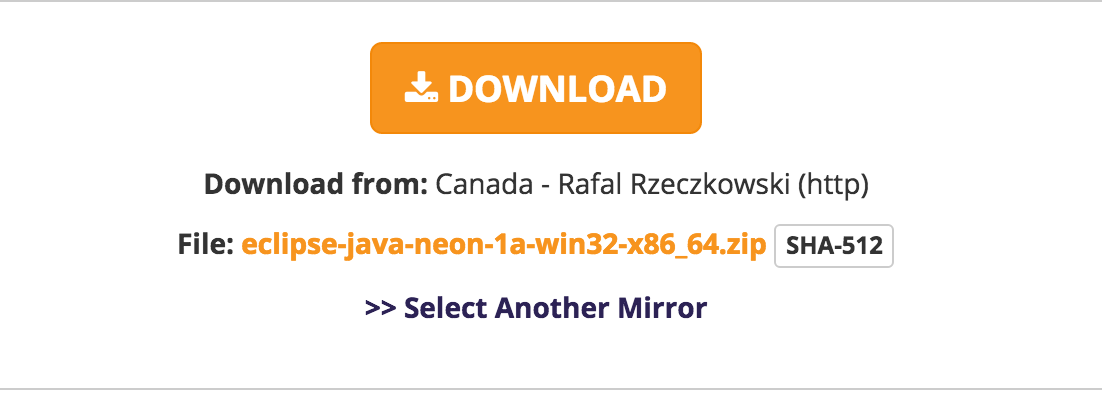 DOWNLOAD
Download from: Canada - Rafal Rzeczkowski (http)
File: eclipse-java-neon-1a-win32-x86_64.zip SHA-512
>> Select Another Mirror